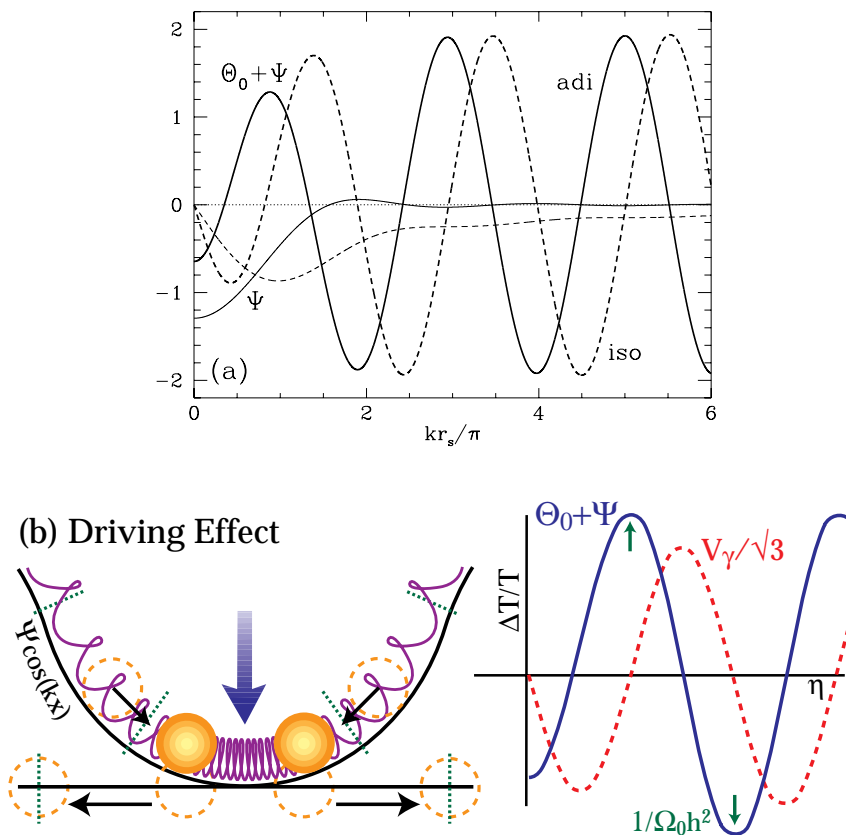 2
1
0
−1
−2
Θ₀+Ψ
adi
Ψ
iso
(a)
0 2 4 6
krₛ/π
(b) Driving Effect
Ψcos(kx)
ΔT/T
Θ₀+Ψ
Vᵧ/√3
η
1/Ω₀h²